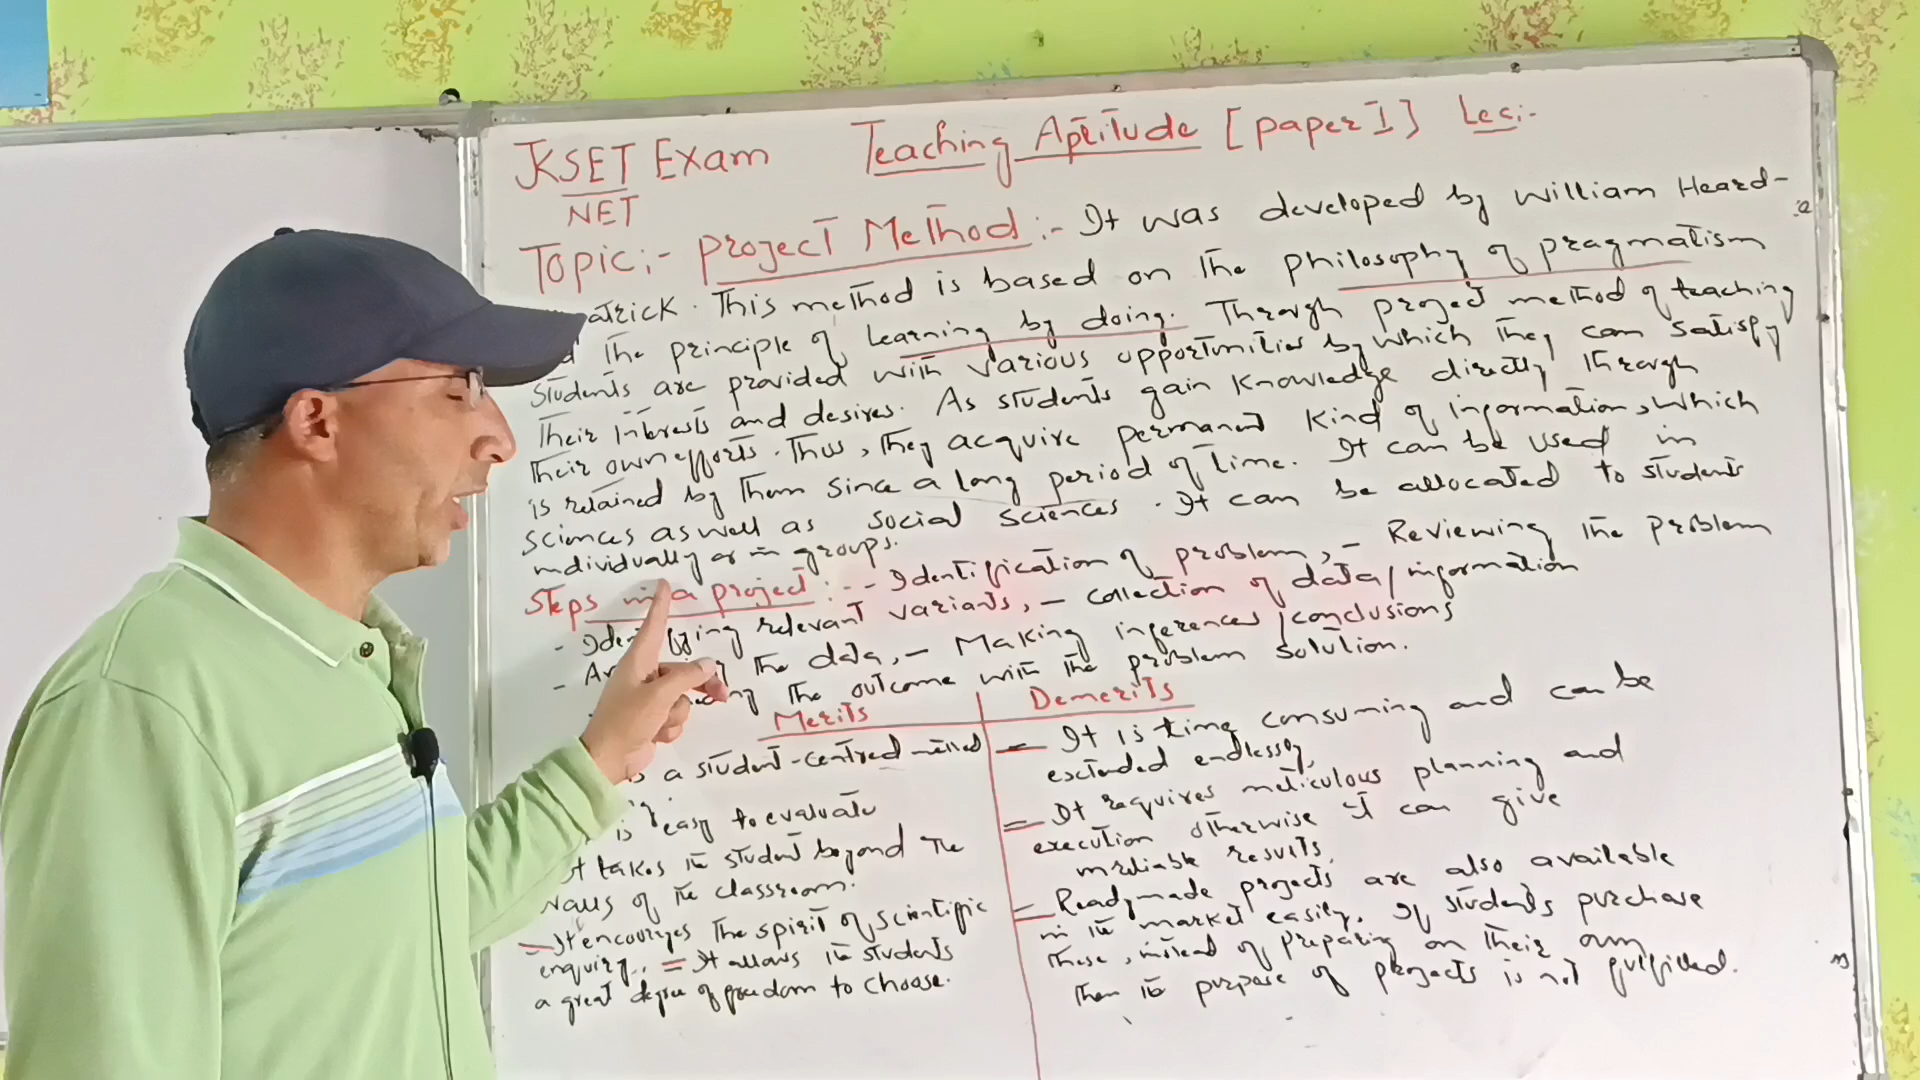 JKSET Exam Teaching Aptitude [paper I] Lec:-
NET
Topic:- Project Method:- It was developed by William Heard-
atrick. This method is based on the philosophy of pragmatism
The principle of Learning by doing. Through project method of teaching
students are provided with various opportunities by which they can satisfy
Their interests and desires. As students gain knowledge directly through
their own efforts. Thus, they acquire permanent kind of information, which
is retained by them since a long period of time. It can be used in
sciences as well as social sciences. It can be allocated to students
individually or in groups.
Steps in a project:- - Identification of problem, - Reviewing the problem
- relevant variants, - collection of data/information
- the data, - Making inferences/conclusions
the outcome with the problem solution.
Merits
a student-centred method
is easy to evaluate
It takes the student beyond the
walls of the classroom.
- It encourges the spirit of scientific
enquiry. = It allows the students
a great degree of freedom to choose.
Demerits
- It is time consuming and can be
extended endlessly.
= It requires meticulous planning and
execution otherwise it can give
unreliable results.
- Readymade projects are also available
in the market easily. If students purchase
these, instead of preparing on their own
then the purpose of projects is not fulfilled.